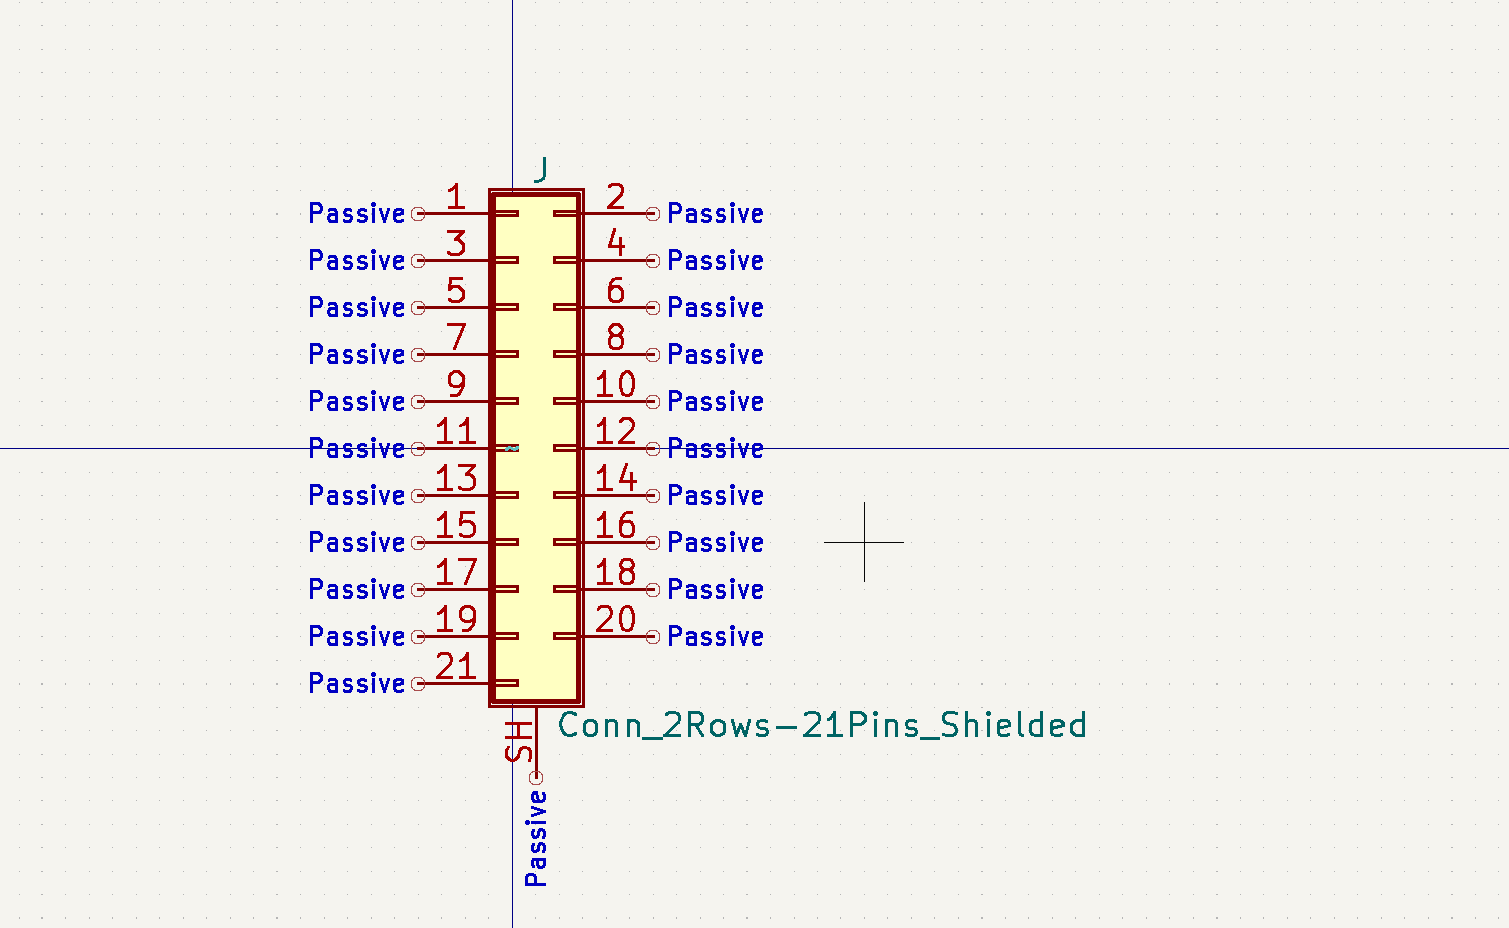 J
Passive 1 2 Passive
Passive 3 4 Passive
Passive 5 6 Passive
Passive 7 8 Passive
Passive 9 10 Passive
Passive 11 12 Passive
Passive 13 14 Passive
Passive 15 16 Passive
Passive 17 18 Passive
Passive 19 20 Passive
Passive 21
SH
Conn_2Rows-21Pins_Shielded
Passive